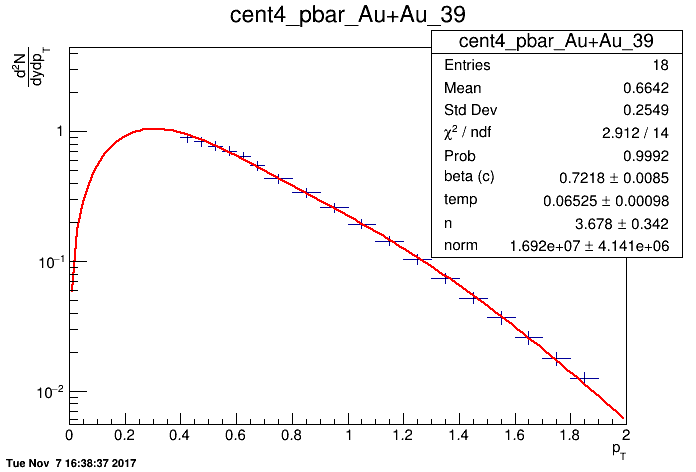 cent4_pbar_Au+Au_39
cent4_pbar_Au+Au_39
Entries 18
Mean 0.6642
Std Dev 0.2549
χ² / ndf 2.912 / 14
Prob 0.9992
beta (c) 0.7218 ± 0.0085
temp 0.06525 ± 0.00098
n 3.678 ± 0.342
norm 1.692e+07 ± 4.141e+06
d²N
dydp_T
1
10⁻¹
10⁻²
0 0.2 0.4 0.6 0.8 1 1.2 1.4 1.6 1.8 2
p_T
Tue Nov 7 16:38:37 2017